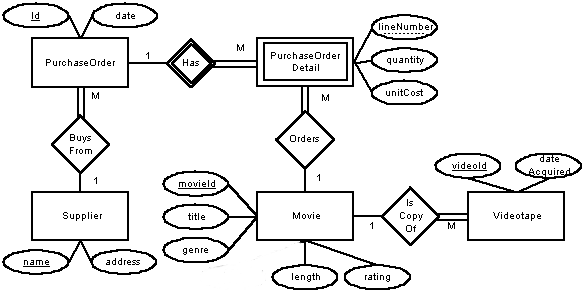 Id
date
lineNumber
PurchaseOrder
1
Has
M
PurchaseOrder
Detail
quantity
unitCost
M
M
Buys
From
Orders
1
1
movieId
videoId
date
Acquired
Supplier
title
Movie
1
Is
Copy
Of
M
Videotape
genre
name
address
length
rating